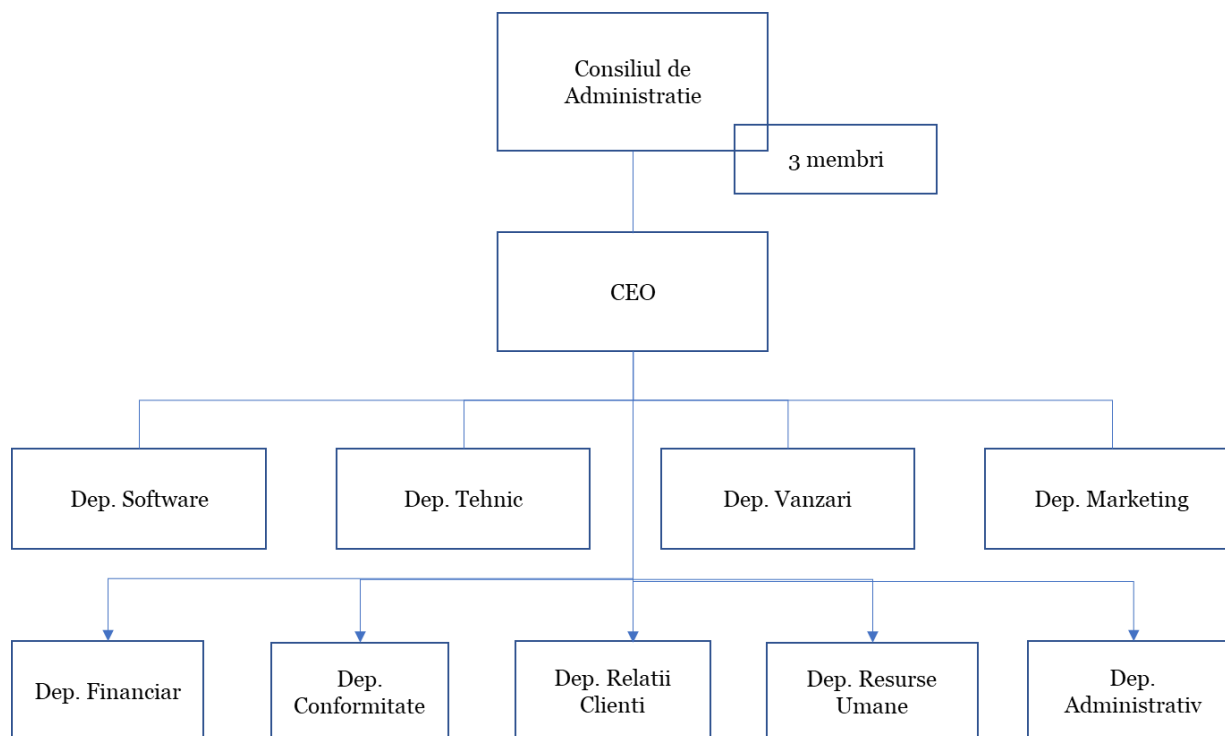 Consiliul de
Administratie
3 membri
CEO
Dep. Software
Dep. Tehnic
Dep. Vanzari
Dep. Marketing
Dep. Financiar
Dep.
Conformitate
Dep. Relatii
Clienti
Dep. Resurse
Umane
Dep.
Administrativ